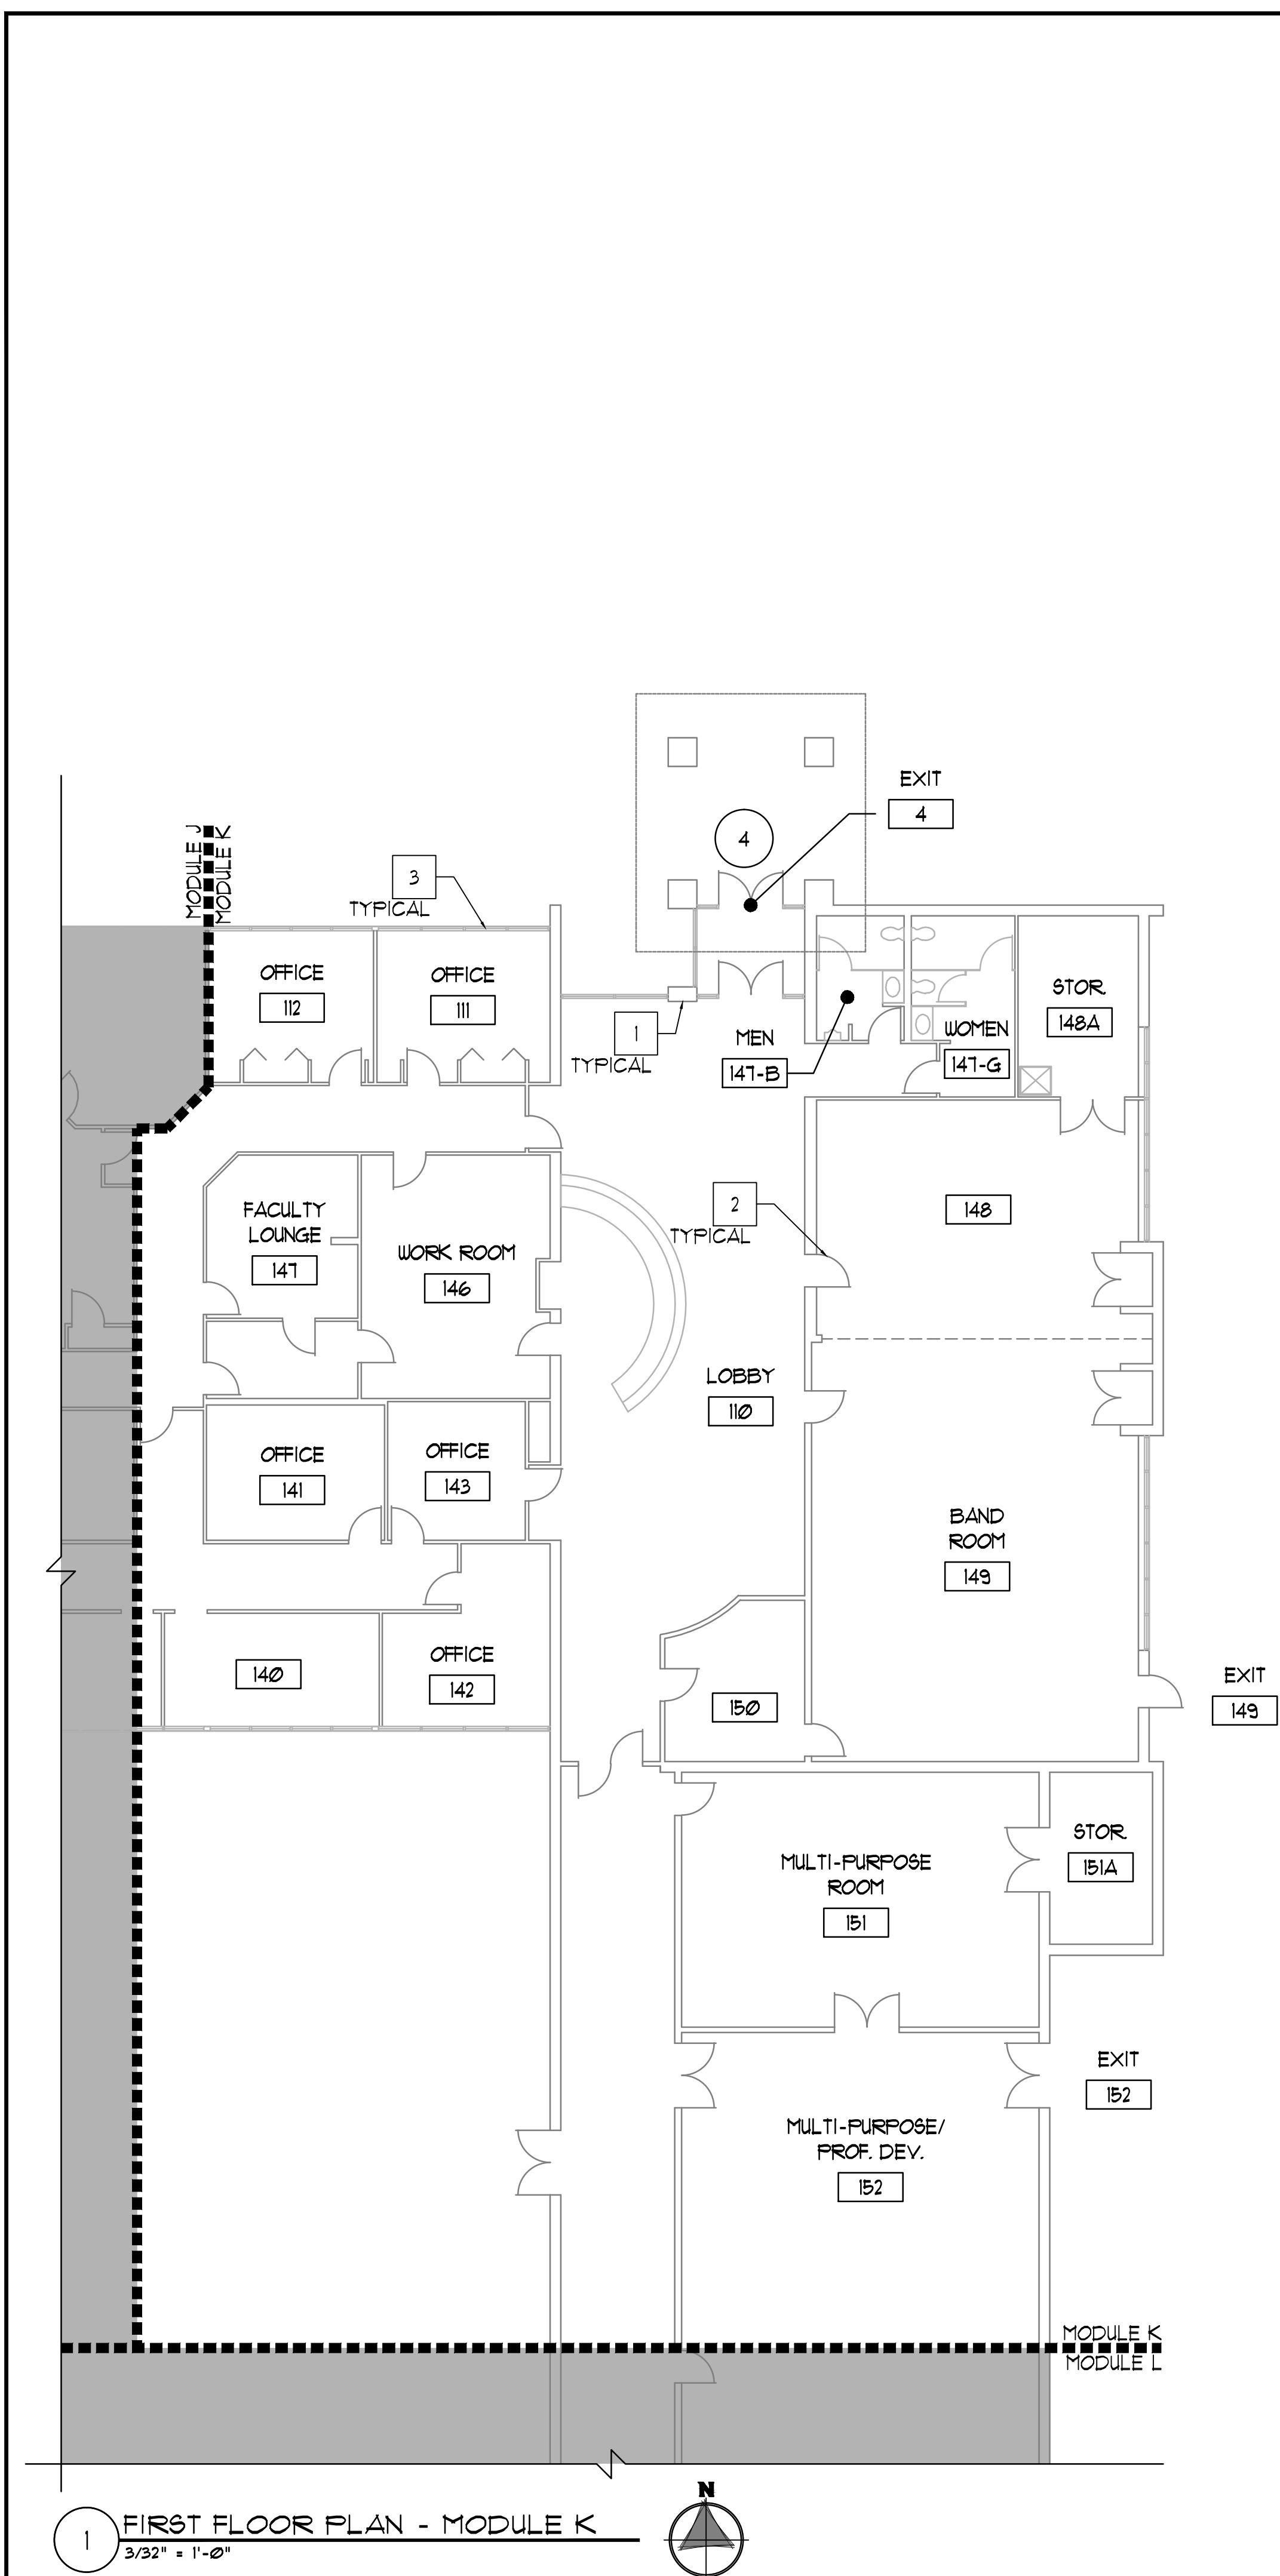 EXIT
4
4
MODULE J
MODULE K
3
TYPICAL
OFFICE
112
OFFICE
111
STOR.
148A
1
TYPICAL
MEN
147-B
WOMEN
147-G
2
TYPICAL
148
FACULTY
LOUNGE
147
WORK ROOM
146
LOBBY
110
OFFICE
141
OFFICE
143
BAND
ROOM
149
140
OFFICE
142
150
EXIT
149
MULTI-PURPOSE
ROOM
151
STOR.
151A
EXIT
152
MULTI-PURPOSE/
PROF. DEV.
152
MODULE K
MODULE L
N
1
FIRST FLOOR PLAN - MODULE K
3/32" = 1'-0"